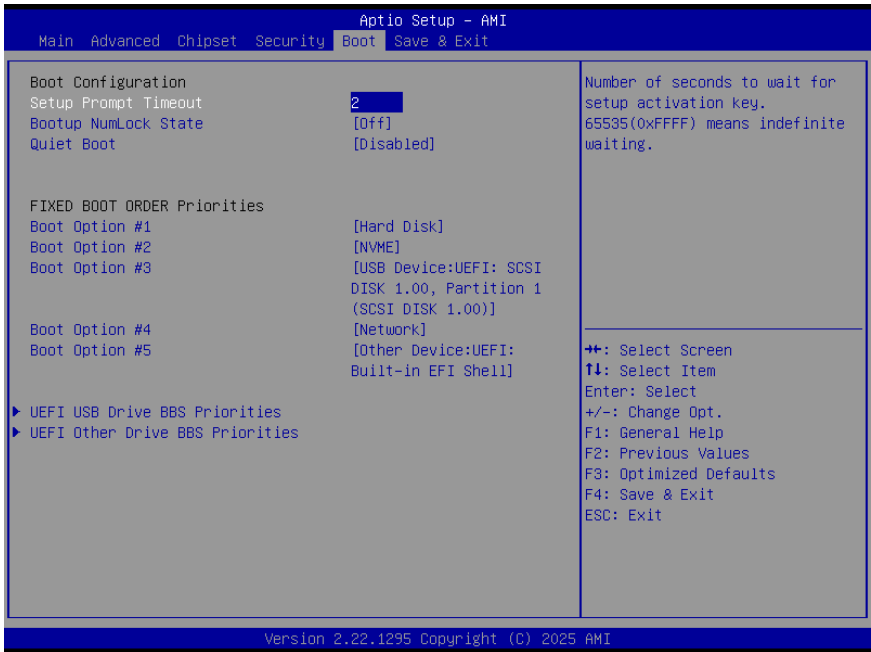 Aptio Setup - AMI
Main Advanced Chipset Security Boot Save & Exit
Boot Configuration
Setup Prompt Timeout 2
Bootup NumLock State [Off]
Quiet Boot [Disabled]
FIXED BOOT ORDER Priorities
Boot Option #1 [Hard Disk]
Boot Option #2 [NVME]
Boot Option #3 [USB Device:UEFI: SCSI
DISK 1.00, Partition 1
(SCSI DISK 1.00)]
Boot Option #4 [Network]
Boot Option #5 [Other Device:UEFI:
Built-in EFI Shell]
UEFI USB Drive BBS Priorities
UEFI Other Drive BBS Priorities
Number of seconds to wait for
setup activation key.
65535(0xFFFF) means indefinite
waiting.
→←: Select Screen
↑↓: Select Item
Enter: Select
+/-: Change Opt.
F1: General Help
F2: Previous Values
F3: Optimized Defaults
F4: Save & Exit
ESC: Exit
Version 2.22.1295 Copyright (C) 2025 AMI